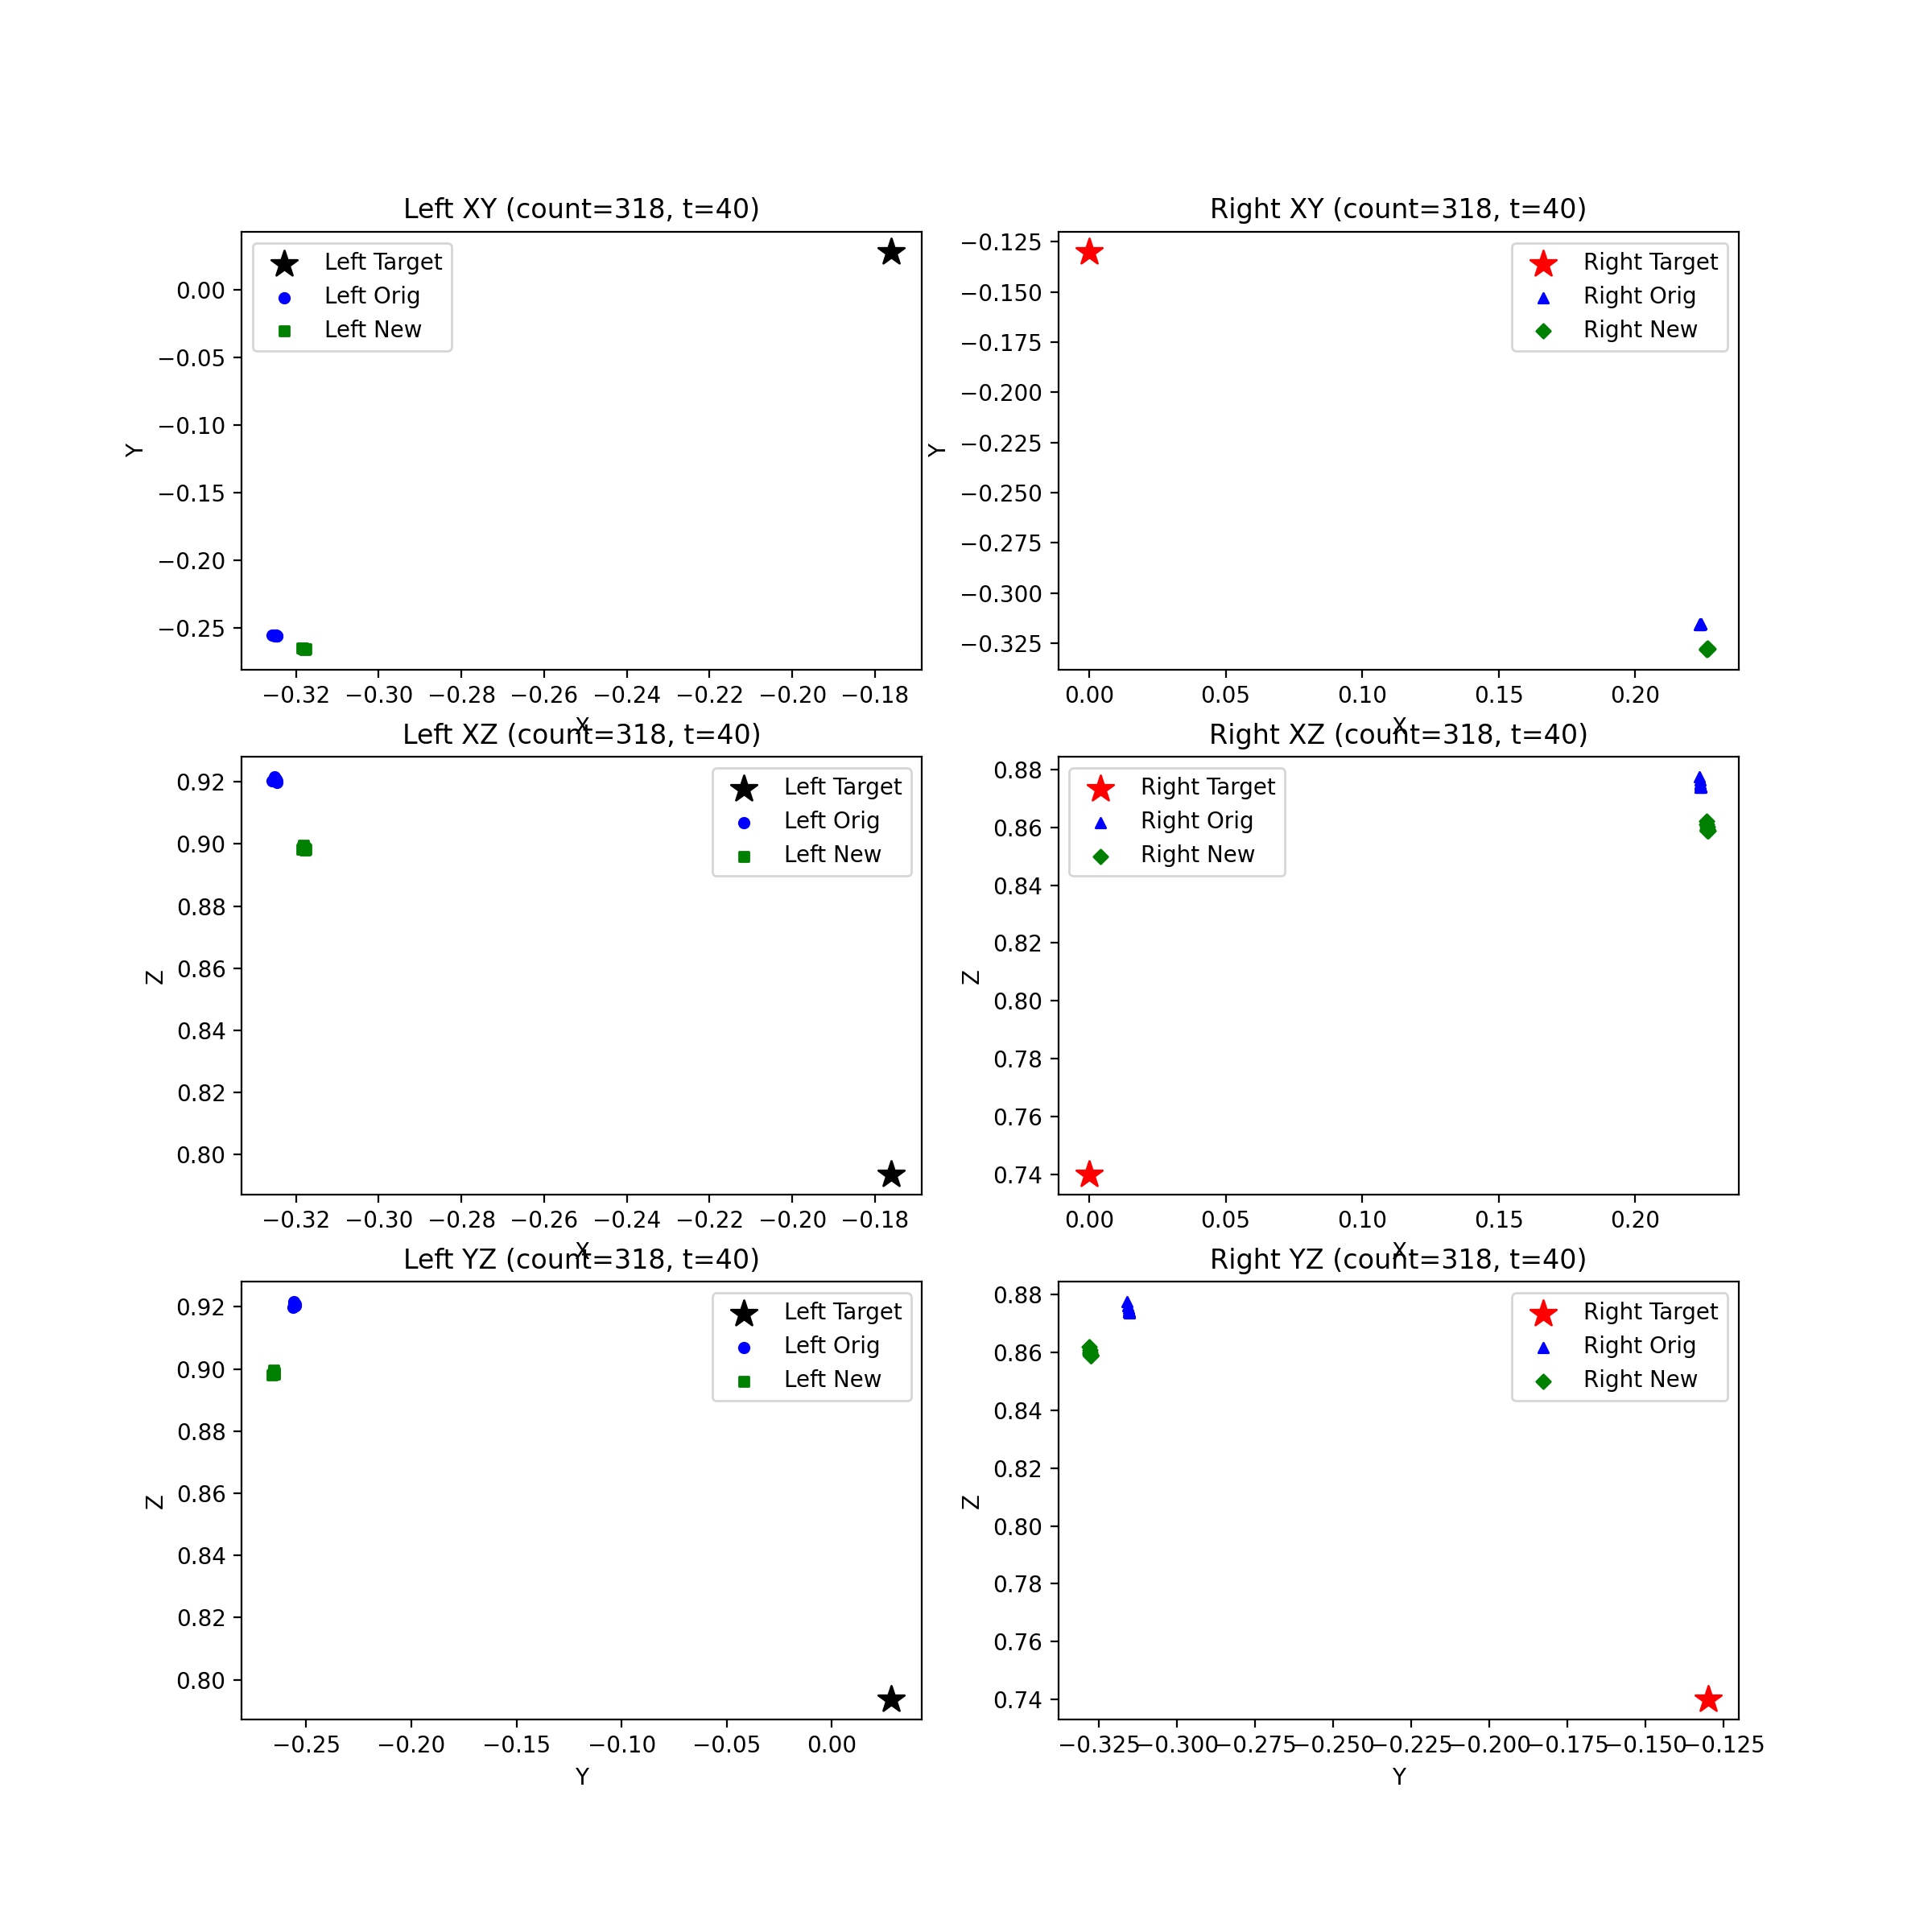 Left XY (count=318, t=40)
Left Target
Left Orig
Left New
0.00
−0.05
−0.10
−0.15
−0.20
−0.25
Y
−0.32 −0.30 −0.28 −0.26 −0.24 −0.22 −0.20 −0.18
X
Right XY (count=318, t=40)
Right Target
Right Orig
Right New
−0.125
−0.150
−0.175
−0.200
−0.225
−0.250
−0.275
−0.300
−0.325
Y
0.00 0.05 0.10 0.15 0.20
X
Left XZ (count=318, t=40)
Left Target
Left Orig
Left New
0.92
0.90
0.88
0.86
0.84
0.82
0.80
Z
−0.32 −0.30 −0.28 −0.26 −0.24 −0.22 −0.20 −0.18
X
Right XZ (count=318, t=40)
Right Target
Right Orig
Right New
0.88
0.86
0.84
0.82
0.80
0.78
0.76
0.74
Z
0.00 0.05 0.10 0.15 0.20
X
Left YZ (count=318, t=40)
Left Target
Left Orig
Left New
0.92
0.90
0.88
0.86
0.84
0.82
0.80
Z
−0.25 −0.20 −0.15 −0.10 −0.05 0.00
Y
Right YZ (count=318, t=40)
Right Target
Right Orig
Right New
0.88
0.86
0.84
0.82
0.80
0.78
0.76
0.74
Z
−0.325 −0.300 −0.275 −0.250 −0.225 −0.200 −0.175 −0.150 −0.125
Y